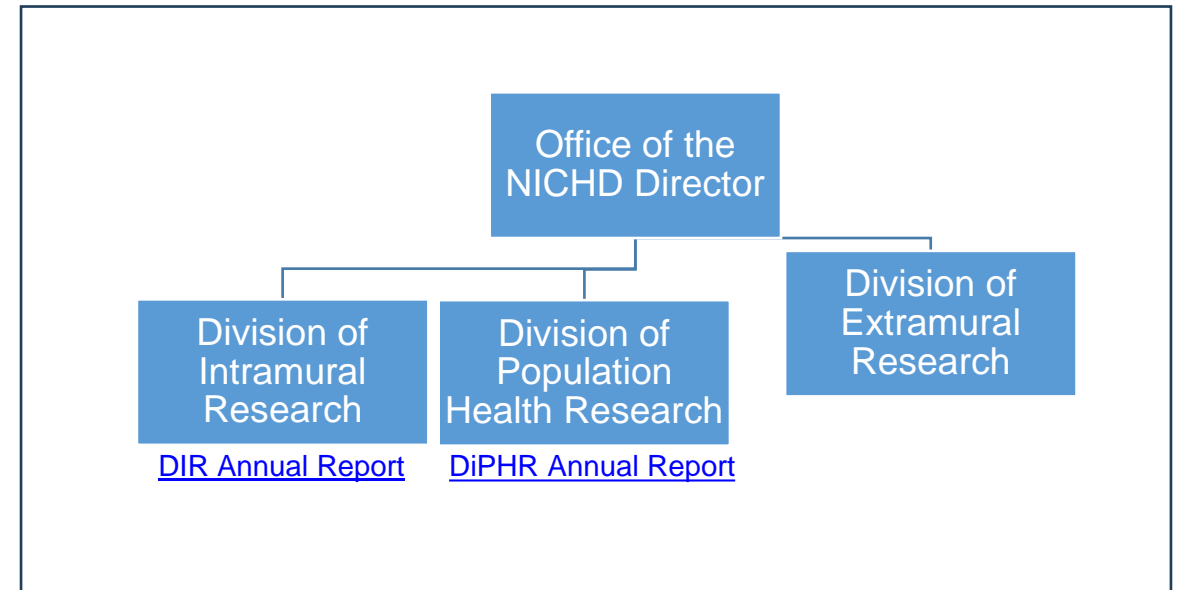 Office of the
NICHD Director
Division of
Intramural
Research
Division of
Population
Health Research
Division of
Extramural
Research
DIR Annual Report
DiPHR Annual Report